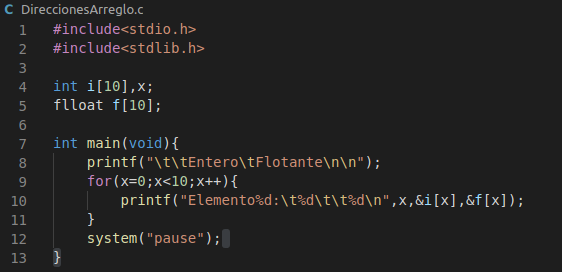 C DireccionesArreglo.c
1 #include<stdio.h>
2 #include<stdlib.h>
3
4 int i[10],x;
5 flloat f[10];
6
7 int main(void){
8 printf("\t\tEntero\tFlotante\n\n");
9 for(x=0;x<10;x++){
10 printf("Elemento%d:\t%d\t\t%d\n",x,&i[x],&f[x]);
11 }
12 system("pause");
13 }